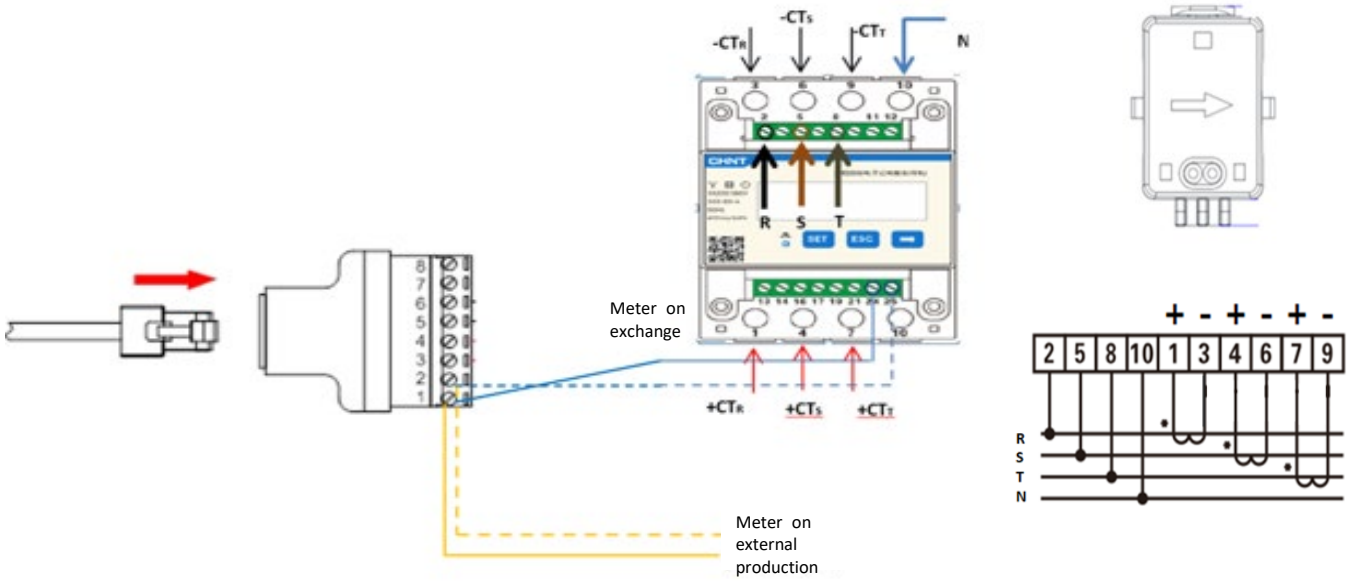 -CTS
-CTR
-CTT
N
3 6 9 10
2 5 8 11 12
CHNT
R S T
SET ESC
13 14 16 17 19 21 24 25
1 4 7 10
+CTR +CTS +CTT
8
7
6
5
4
3
2
1
Meter on
exchange
Meter on
external
production
+ - + - + -
2 5 8 10 1 3 4 6 7 9
R
S
T
N